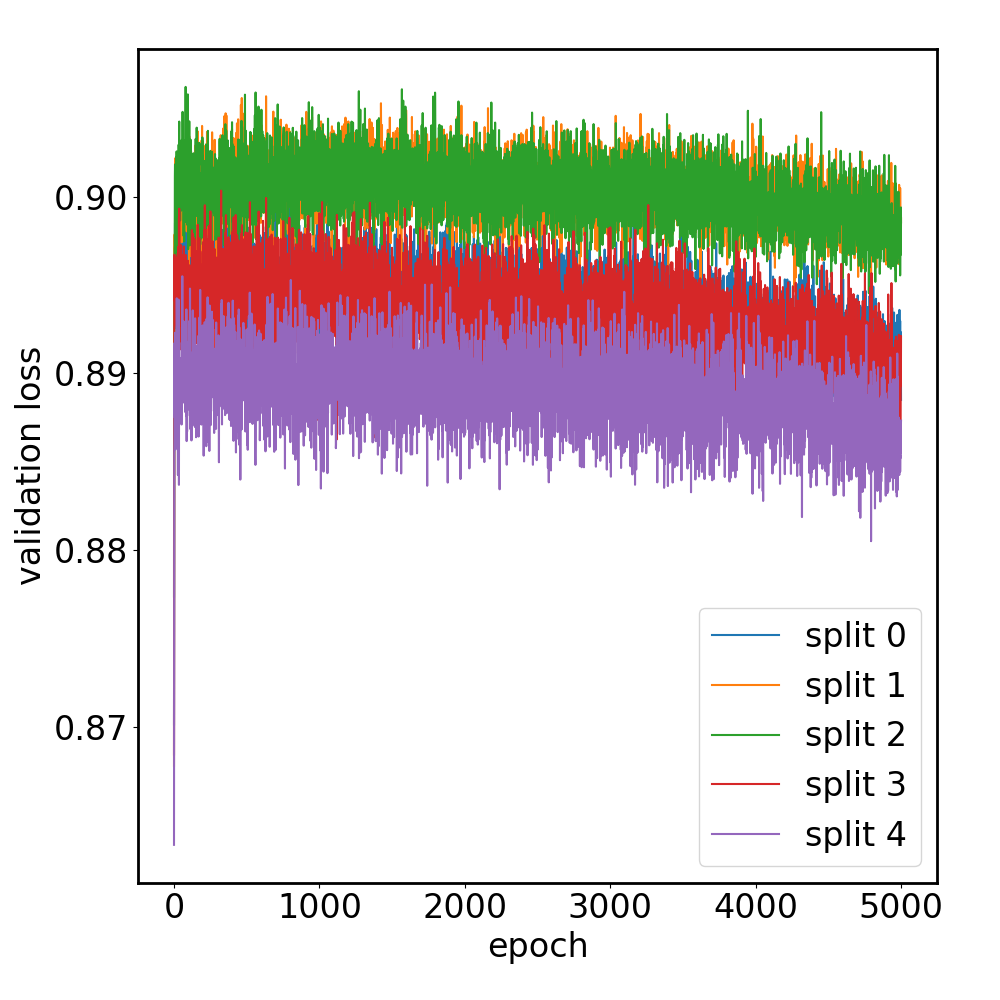 validation loss
0.90
0.89
0.88
0.87
0
1000
2000
3000
4000
5000
epoch
split 0
split 1
split 2
split 3
split 4